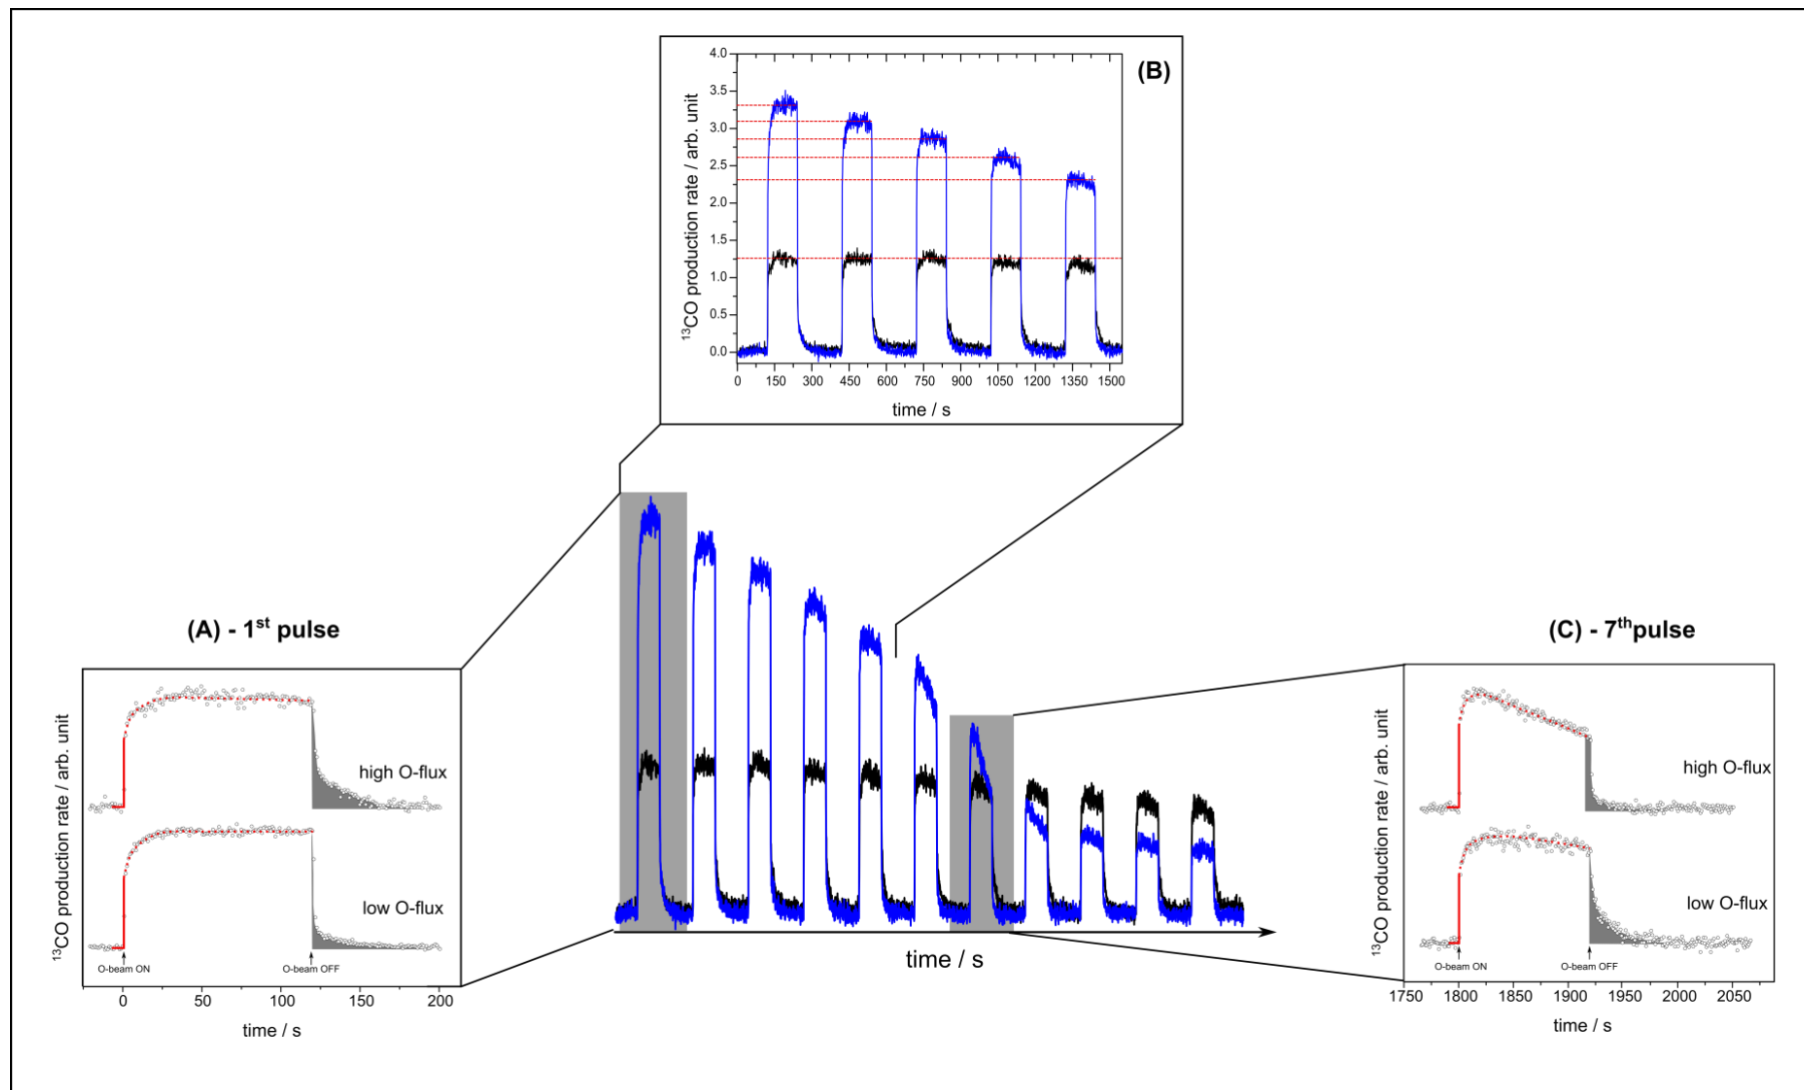 (B)
4.0
3.5
3.0
2.5
2.0
1.5
1.0
0.5
0.0
¹³CO production rate / arb. unit
0 150 300 450 600 750 900 1050 1200 1350 1500
time / s
(A) - 1ˢᵗ pulse
¹³CO production rate / arb. unit
high O-flux
low O-flux
O-beam ON O-beam OFF
0 50 100 150 200
time / s
time / s
(C) - 7ᵗʰpulse
¹³CO production rate / arb. unit
high O-flux
low O-flux
O-beam ON O-beam OFF
1750 1800 1850 1900 1950 2000 2050
time / s